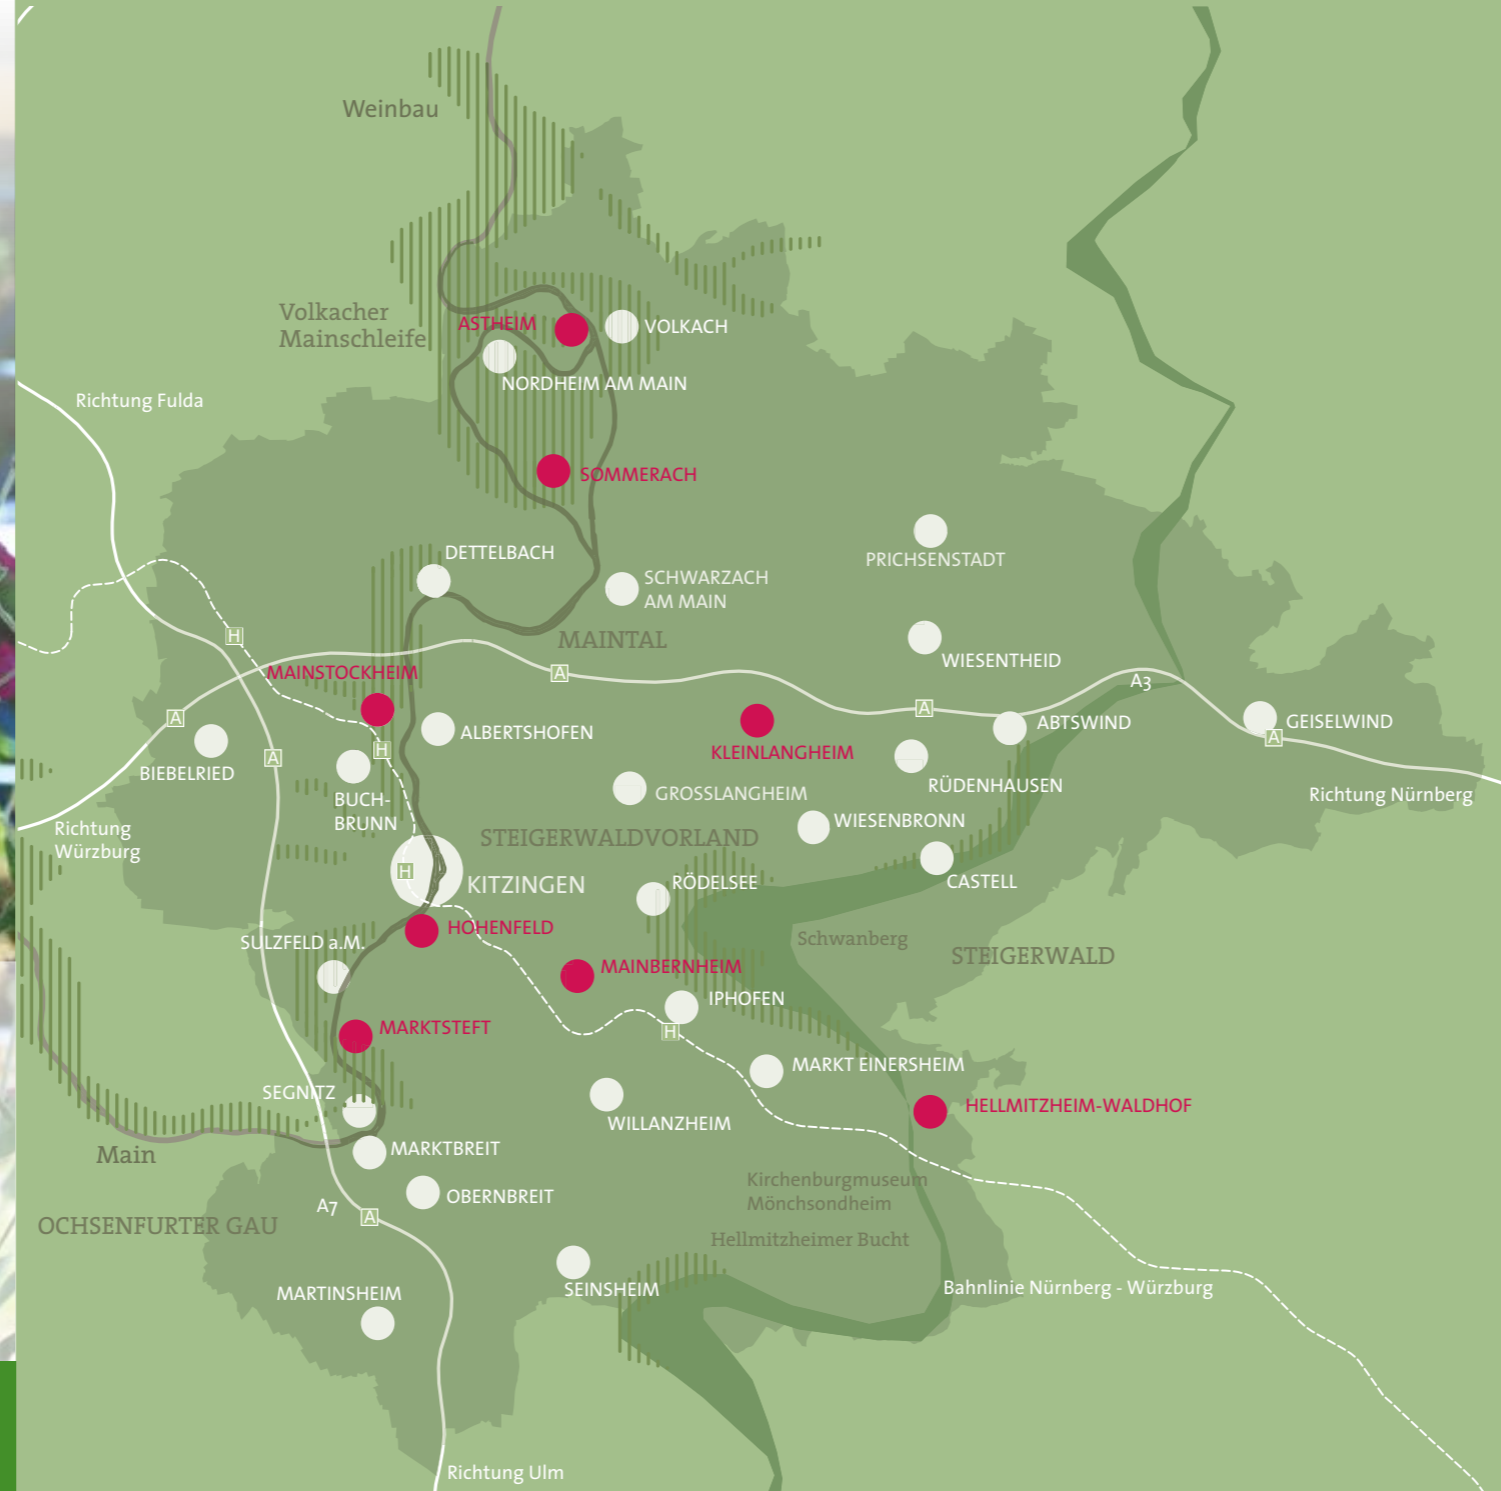 Weinbau
Volkacher
Mainschleife
ASTHEIM
VOLKACH
NORDHEIM AM MAIN
Richtung Fulda
SOMMERACH
DETTELBACH
PRICHSENSTADT
SCHWARZACH
AM MAIN
H
MAINTAL
WIESENTHEID
MAINSTOCKHEIM
A
A3
A
A
ABTSWIND
GEISELWIND
A
ALBERTSHOFEN
H
A
KLEINLANGHEIM
BIEBELRIED
RÜDENHAUSEN
BUCH-
BRUNN
GROSSLANGHEIM
Richtung Nürnberg
Richtung
Würzburg
WIESENBRONN
STEIGERWALDVORLAND
H
KITZINGEN
RÖDELSEE
CASTELL
HOHENFELD
SULZFELD a.M.
Schwanberg
STEIGERWALD
MAINBERNHEIM
IPHOFEN
MARKTSTEFT
H
MARKT EINERSHEIM
SEGNITZ
HELLMITZHEIM-WALDHOF
WILLANZHEIM
Main
MARKTBREIT
Kirchenburgmuseum
Mönchsondheim
OBERNBREIT
A7
A
OCHSENFURTER GAU
Hellmitzheimer Bucht
SEINSHEIM
MARTINSHEIM
Bahnlinie Nürnberg - Würzburg
Richtung Ulm